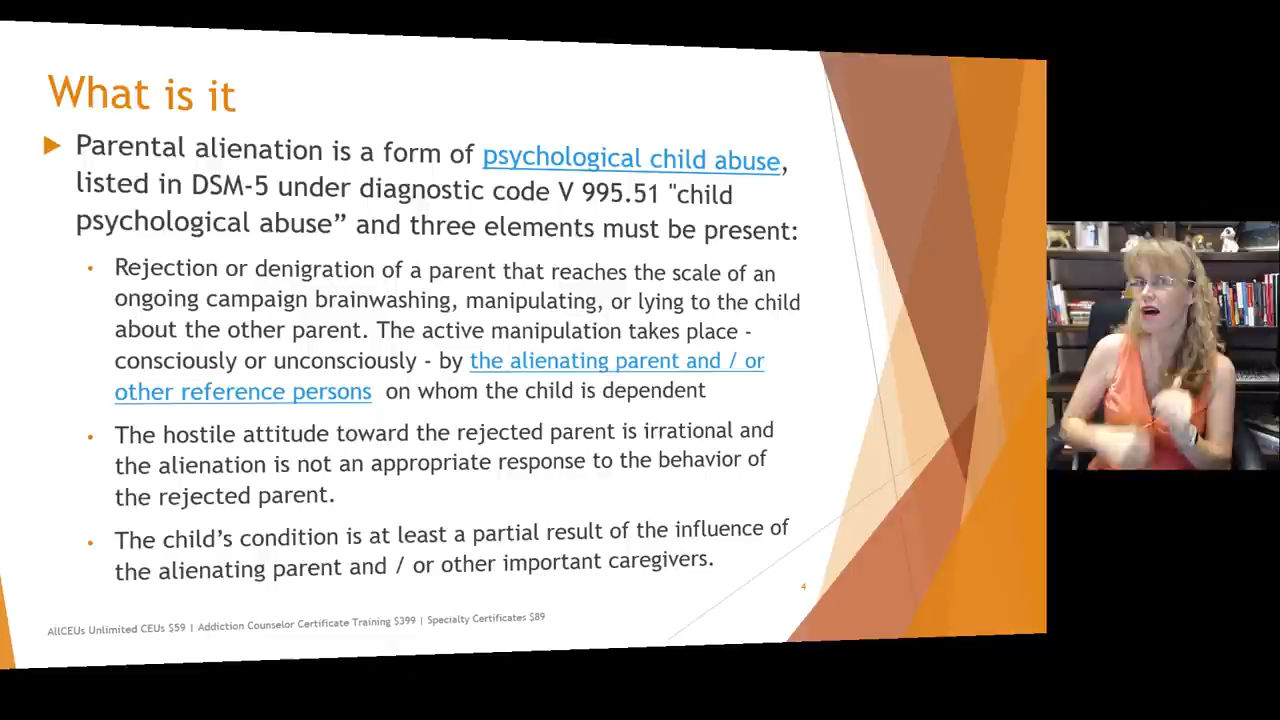 What is it
Parental alienation is a form of psychological child abuse,
listed in DSM-5 under diagnostic code V 995.51 "child
psychological abuse” and three elements must be present:
Rejection or denigration of a parent that reaches the scale of an
ongoing campaign brainwashing, manipulating, or lying to the child
about the other parent. The active manipulation takes place -
consciously or unconsciously - by the alienating parent and / or
other reference persons on whom the child is dependent
The hostile attitude toward the rejected parent is irrational and
the alienation is not an appropriate response to the behavior of
the rejected parent.
The child’s condition is at least a partial result of the influence of
the alienating parent and / or other important caregivers.
4
AllCEUs Unlimited CEUs $59 | Addiction Counselor Certificate Training $399 | Specialty Certificates $89